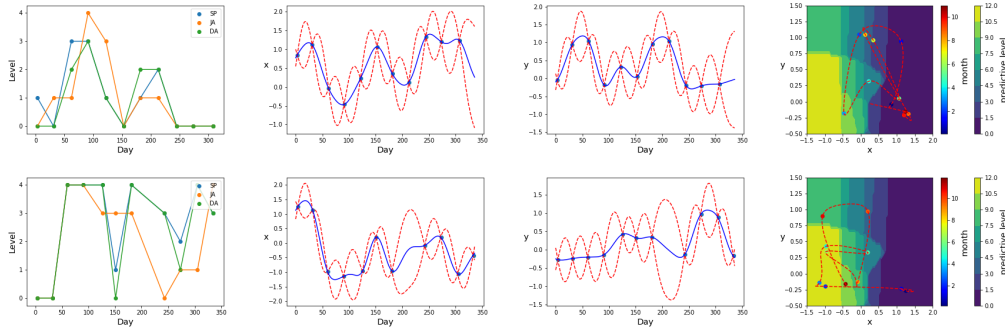 SP
JA
DA
Level
4
3
2
1
0
0 50 100 150 200 250 300
Day
x
2.0
1.5
1.0
0.5
0.0
−0.5
−1.0
0 50 100 150 200 250 300 350
Day
y
2.0
1.5
1.0
0.5
0.0
−0.5
−1.0
−1.5
0 50 100 150 200 250 300 350
Day
y
1.50
1.25
1.00
0.75
0.50
0.25
0.00
−0.25
−0.50
−1.5 −1.0 −0.5 0.0 0.5 1.0 1.5 2.0
x
10
8
6
4
2
month
12.0
10.5
9.0
7.5
6.0
4.5
3.0
1.5
0.0
predictive level
SP
JA
DA
Level
4
3
2
1
0
0 50 100 150 200 250 300
Day
x
2.0
1.5
1.0
0.5
0.0
−0.5
−1.0
−1.5
−2.0
0 50 100 150 200 250 300 350
Day
y
1.5
1.0
0.5
0.0
−0.5
−1.0
−1.5
0 50 100 150 200 250 300 350
Day
y
1.50
1.25
1.00
0.75
0.50
0.25
0.00
−0.25
−0.50
−1.5 −1.0 −0.5 0.0 0.5 1.0 1.5 2.0
x
10
8
6
4
2
month
12.0
10.5
9.0
7.5
6.0
4.5
3.0
1.5
0.0
predictive level